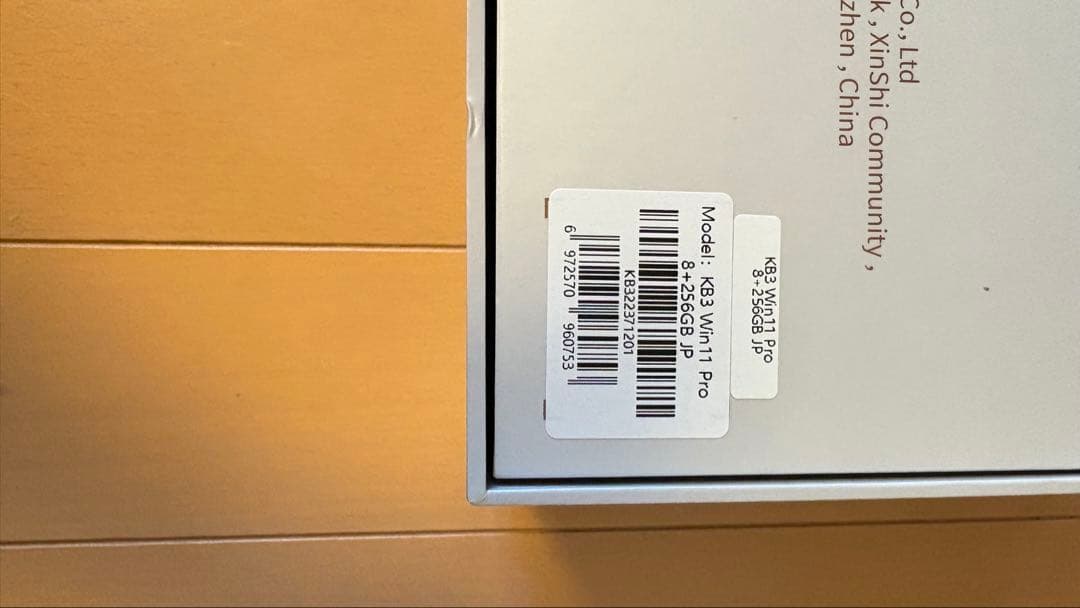 Co., Ltd
k , XinShi Community ,
zhen , China
KB3 Win11 Pro
8+256GB JP
Model: KB3 Win11 Pro
8+256GB JP
KB322371201
6 972570 960753